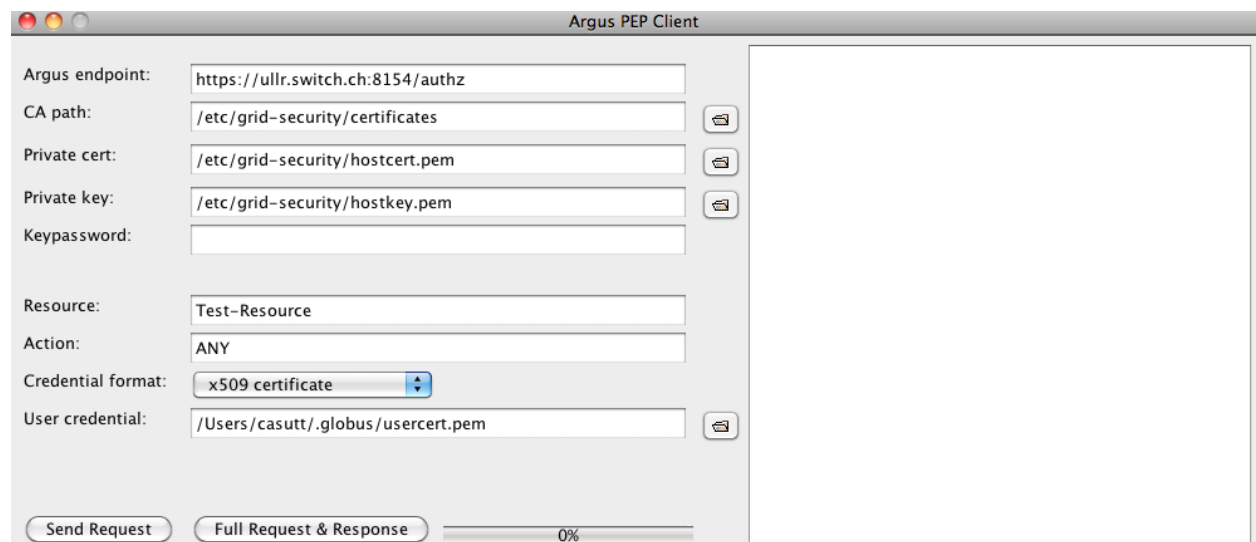 Argus PEP Client
Argus endpoint: https://ullr.switch.ch:8154/authz
CA path: /etc/grid-security/certificates
Private cert: /etc/grid-security/hostcert.pem
Private key: /etc/grid-security/hostkey.pem
Keypassword:
Resource: Test-Resource
Action: ANY
Credential format: x509 certificate
User credential: /Users/casutt/.globus/usercert.pem
Send Request Full Request & Response 0%